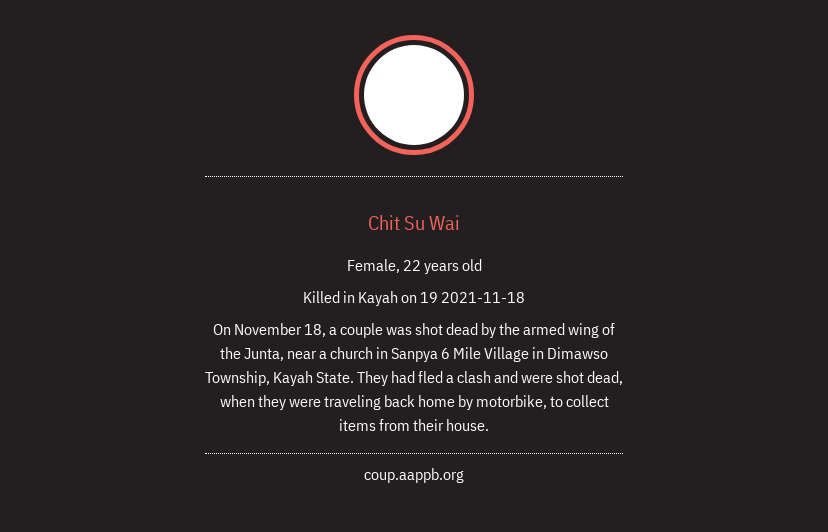 Chit Su Wai
Female, 22 years old
Killed in Kayah on 19 2021-11-18
On November 18, a couple was shot dead by the armed wing of
the Junta, near a church in Sanpya 6 Mile Village in Dimawso
Township, Kayah State. They had fled a clash and were shot dead,
when they were traveling back home by motorbike, to collect
items from their house.
coup.aappb.org